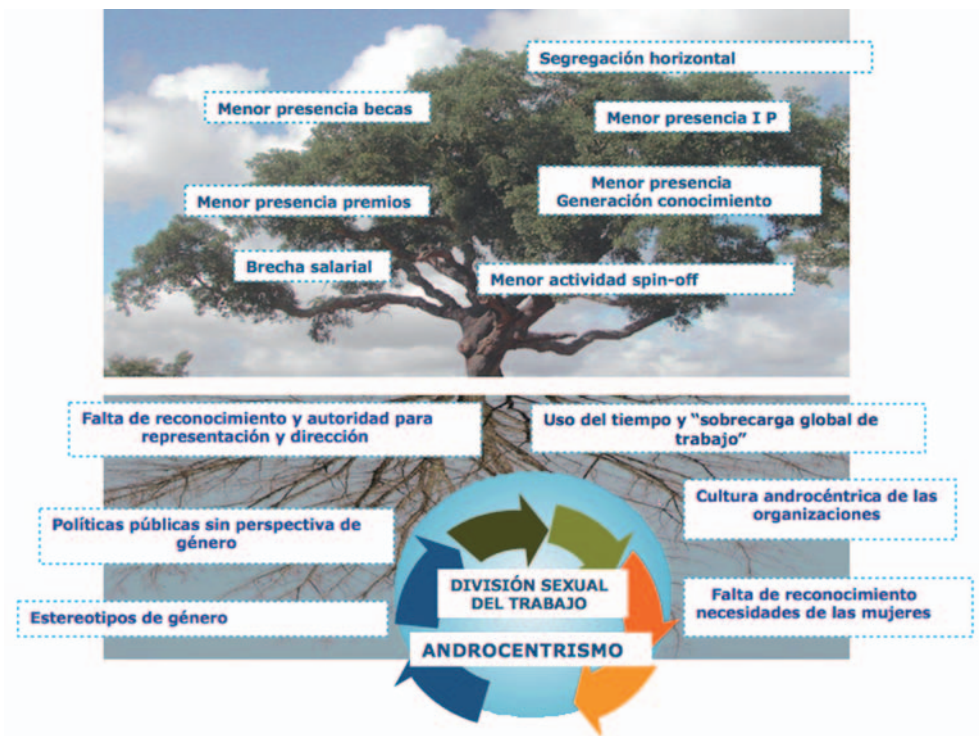 Segregación horizontal
Menor presencia becas
Menor presencia I P
Menor presencia premios
Menor presencia
Generación conocimiento
Brecha salarial
Menor actividad spin-off
Falta de reconocimiento y autoridad para
representación y dirección
Uso del tiempo y “sobrecarga global de
trabajo”
Políticas públicas sin perspectiva de
género
Cultura androcéntrica de las
organizaciones
Estereotipos de género
Falta de reconocimiento
necesidades de las mujeres
DIVISIÓN SEXUAL
DEL TRABAJO
ANDROCENTRISMO